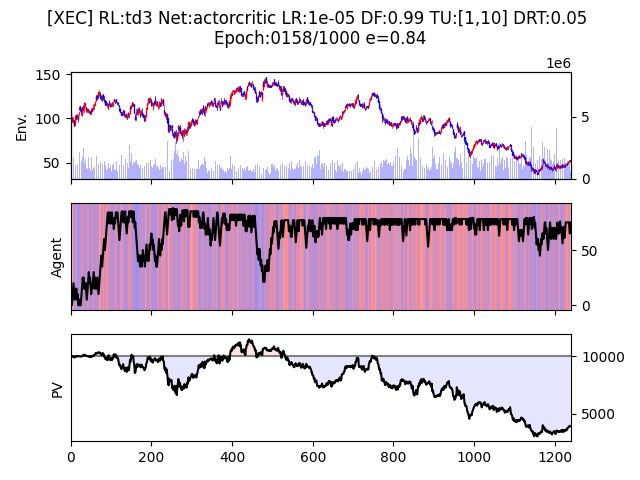 [XEC] RL:td3 Net:actorcritic LR:1e-05 DF:0.99 TU:[1,10] DRT:0.05
Epoch:0158/1000 e=0.84
1e6
150
100
50
Env.
5
0
Agent
50
0
PV
10000
5000
0 200 400 600 800 1000 1200